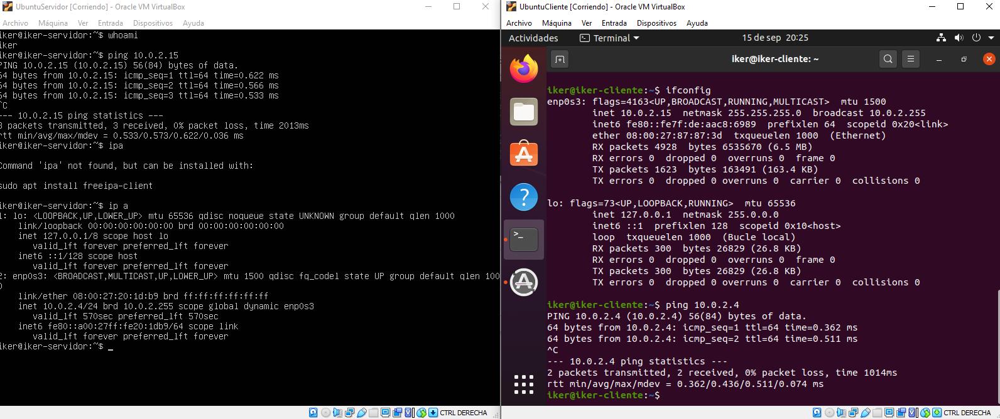 UbuntuServidor [Corriendo] - Oracle VM VirtualBox
Archivo Máquina Ver Entrada Dispositivos Ayuda
iker@iker-servidor:~$ whoami
iker
iker@iker-servidor:~$ ping 10.0.2.15
PING 10.0.2.15 (10.0.2.15) 56(84) bytes of data.
64 bytes from 10.0.2.15: icmp_seq=1 ttl=64 time=0.622 ms
64 bytes from 10.0.2.15: icmp_seq=2 ttl=64 time=0.566 ms
64 bytes from 10.0.2.15: icmp_seq=3 ttl=64 time=0.533 ms
^C
--- 10.0.2.15 ping statistics ---
3 packets transmitted, 3 received, 0% packet loss, time 2013ms
rtt min/avg/max/mdev = 0.533/0.573/0.622/0.036 ms
iker@iker-servidor:~$ ipa
Command 'ipa' not found, but can be installed with:
sudo apt install freeipa-client
iker@iker-servidor:~$ ip a
1: lo: <LOOPBACK,UP,LOWER_UP> mtu 65536 qdisc noqueue state UNKNOWN group default qlen 1000
link/loopback 00:00:00:00:00:00 brd 00:00:00:00:00:00
inet 127.0.0.1/8 scope host lo
valid_lft forever preferred_lft forever
inet6 ::1/128 scope host
valid_lft forever preferred_lft forever
2: enp0s3: <BROADCAST,MULTICAST,UP,LOWER_UP> mtu 1500 qdisc fq_codel state UP group default qlen 100
0
link/ether 08:00:27:20:1d:b9 brd ff:ff:ff:ff:ff:ff
inet 10.0.2.4/24 brd 10.0.2.255 scope global dynamic enp0s3
valid_lft 570sec preferred_lft 570sec
inet6 fe80::a00:27ff:fe20:1db9/64 scope link
valid_lft forever preferred_lft forever
iker@iker-servidor:~$ _
CTRL DERECHA
UbuntuCliente [Corriendo] - Oracle VM VirtualBox
Archivo Máquina Ver Entrada Dispositivos Ayuda
Actividades Terminal 15 de sep 20:25
iker@iker-cliente: ~
iker@iker-cliente:~$ ifconfig
enp0s3: flags=4163<UP,BROADCAST,RUNNING,MULTICAST> mtu 1500
inet 10.0.2.15 netmask 255.255.255.0 broadcast 10.0.2.255
inet6 fe80::fe7f:de:aac8:6989 prefixlen 64 scopeid 0x20<link>
ether 08:00:27:87:87:3d txqueuelen 1000 (Ethernet)
RX packets 4928 bytes 6535670 (6.5 MB)
RX errors 0 dropped 0 overruns 0 frame 0
TX packets 1623 bytes 163491 (163.4 KB)
TX errors 0 dropped 0 overruns 0 carrier 0 collisions 0
lo: flags=73<UP,LOOPBACK,RUNNING> mtu 65536
inet 127.0.0.1 netmask 255.0.0.0
inet6 ::1 prefixlen 128 scopeid 0x10<host>
loop txqueuelen 1000 (Bucle local)
RX packets 300 bytes 26829 (26.8 KB)
RX errors 0 dropped 0 overruns 0 frame 0
TX packets 300 bytes 26829 (26.8 KB)
TX errors 0 dropped 0 overruns 0 carrier 0 collisions 0
iker@iker-cliente:~$ ping 10.0.2.4
PING 10.0.2.4 (10.0.2.4) 56(84) bytes of data.
64 bytes from 10.0.2.4: icmp_seq=1 ttl=64 time=0.362 ms
64 bytes from 10.0.2.4: icmp_seq=2 ttl=64 time=0.511 ms
^C
--- 10.0.2.4 ping statistics ---
2 packets transmitted, 2 received, 0% packet loss, time 1014ms
rtt min/avg/max/mdev = 0.362/0.436/0.511/0.074 ms
iker@iker-cliente:~$
CTRL DERECHA